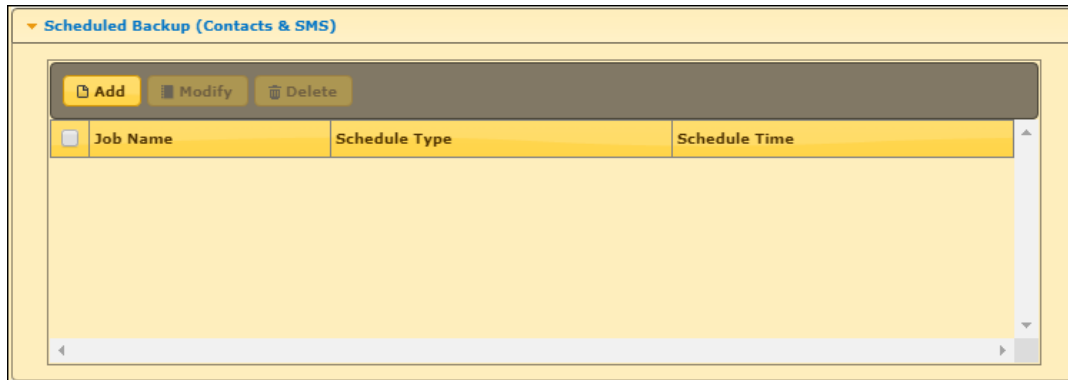 Scheduled Backup (Contacts & SMS)
Add Modify Delete
Job Name Schedule Type Schedule Time